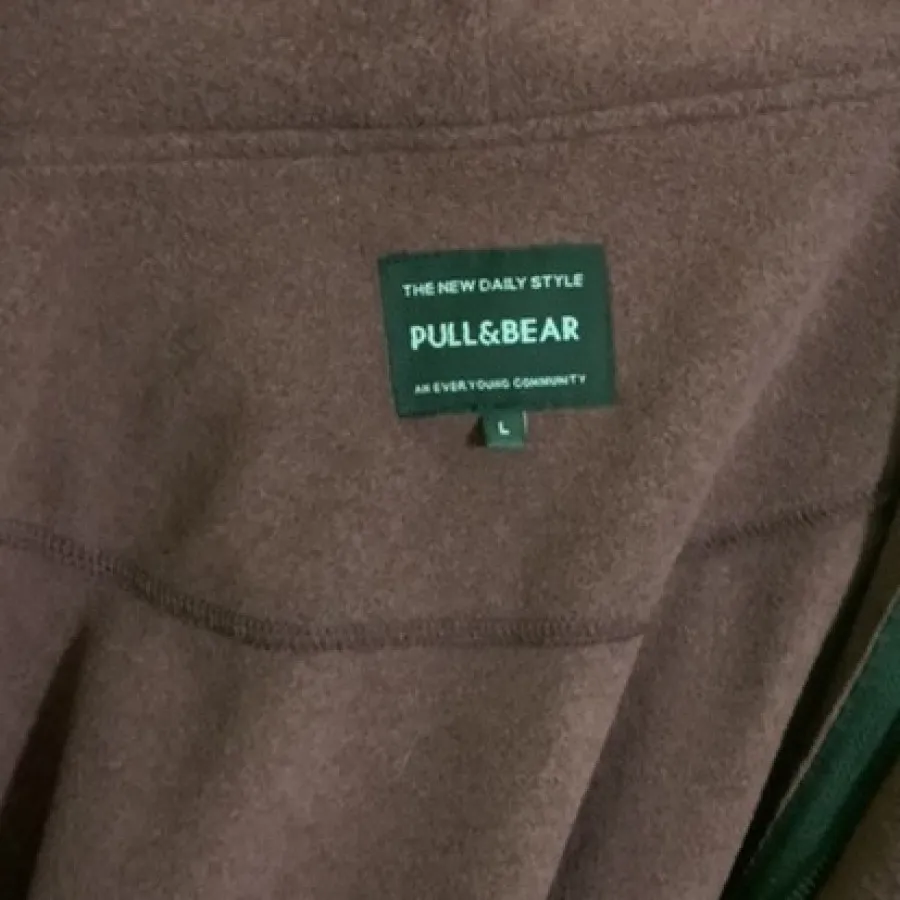 THE NEW DAILY STYLE
PULL&BEAR
AN EVER YOUNG COMMUNITY
L